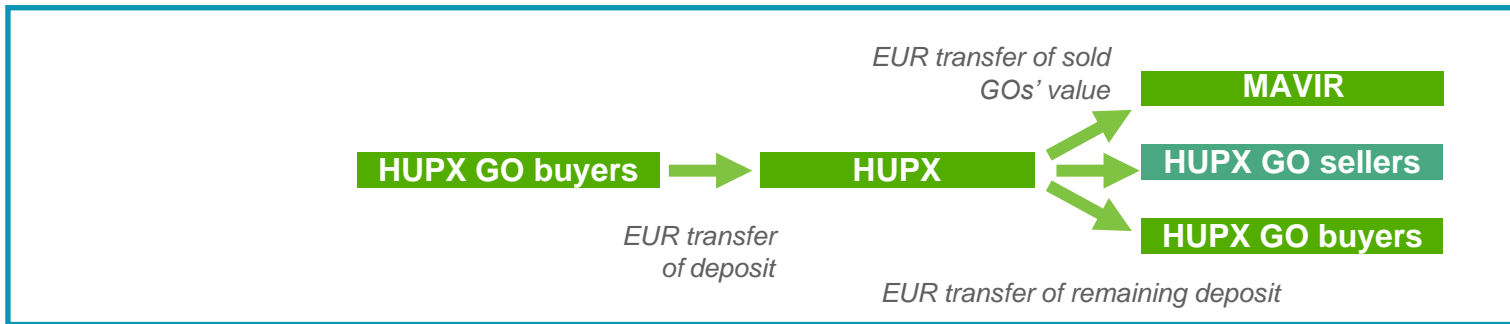 EUR transfer of sold
GOs’ value
MAVIR
HUPX GO buyers
HUPX
HUPX GO sellers
HUPX GO buyers
EUR transfer
of deposit
EUR transfer of remaining deposit